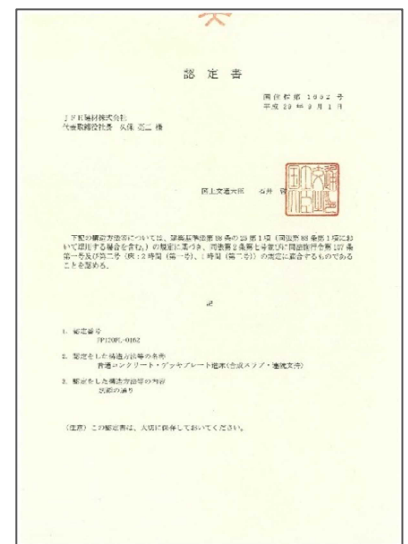 認定書
国住指第1662号
平成29年9月1日
JFE建材株式会社
代表取締役社長 久保 亮二 様
国土交通大臣 石井 啓一
下記の構造方法等については、建築基準法第68条の25第1項（同法第88条第1項にお
いて準用する場合を含む。）の規定に基づき、同法第2条第七号並びに同法施行令第107条
第一号及び第二号（床：2時間（第一号）、1時間（第二号））の規定に適合するものである
ことを認める。
記
1. 認定番号
FP120FL-0162
2. 認定をした構造方法等の名称
普通コンクリート・デッキプレート造床（合成スラブ・連続支持）
3. 認定をした構造方法等の内容
別添の通り
（注意）この認定書は、大切に保存しておいてください。